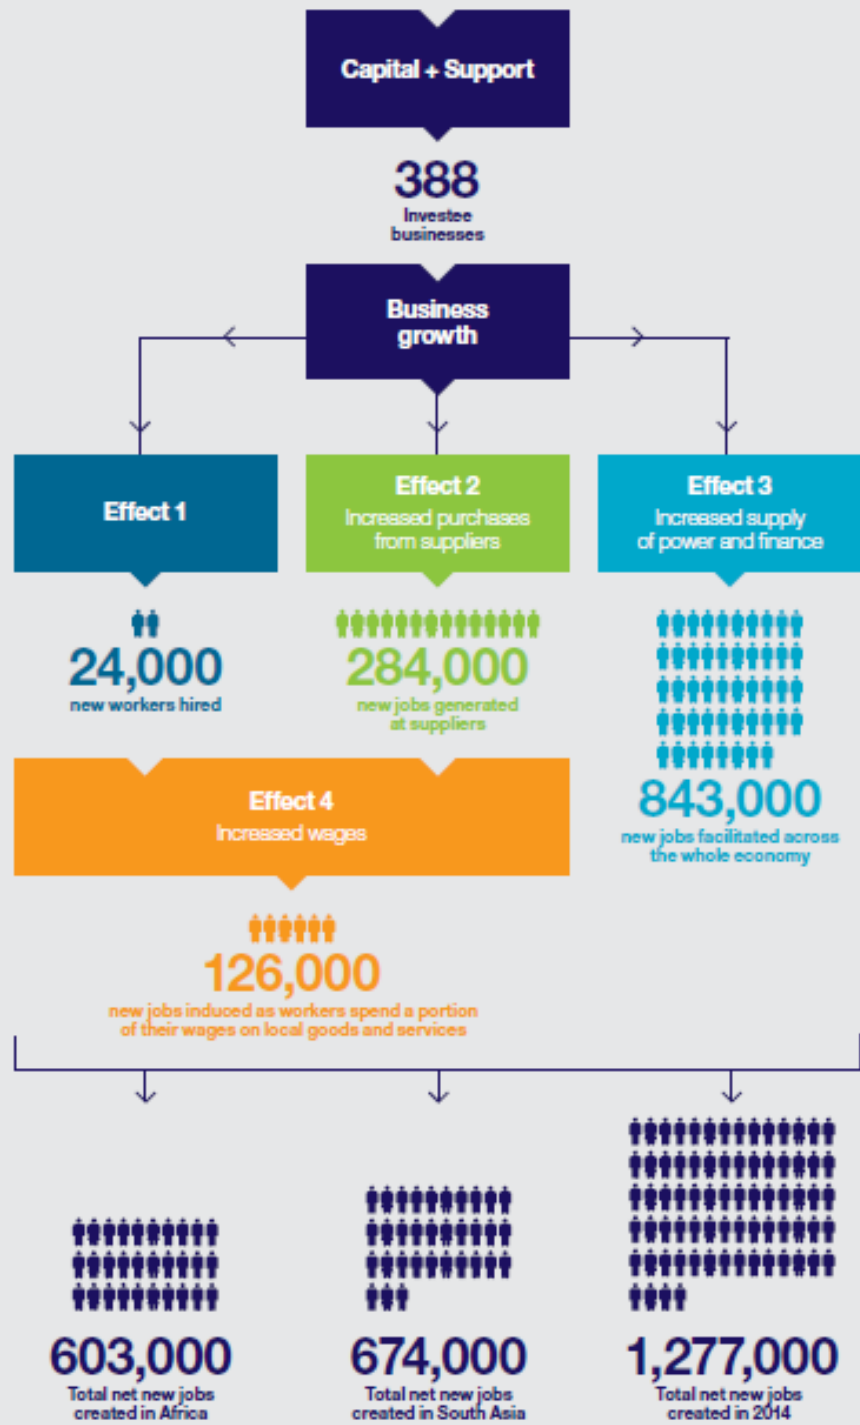 Capital + Support
388
Investee
businesses
Business
growth
Effect 1
24,000
new workers hired
Effect 2
Increased purchases
from suppliers
284,000
new jobs generated
at suppliers
Effect 3
Increased supply
of power and finance
843,000
new jobs facilitated across
the whole economy
Effect 4
Increased wages
126,000
new jobs induced as workers spend a portion
of their wages on local goods and services
603,000
Total net new jobs
created in Africa
674,000
Total net new jobs
created in South Asia
1,277,000
Total net new jobs
created in 2014